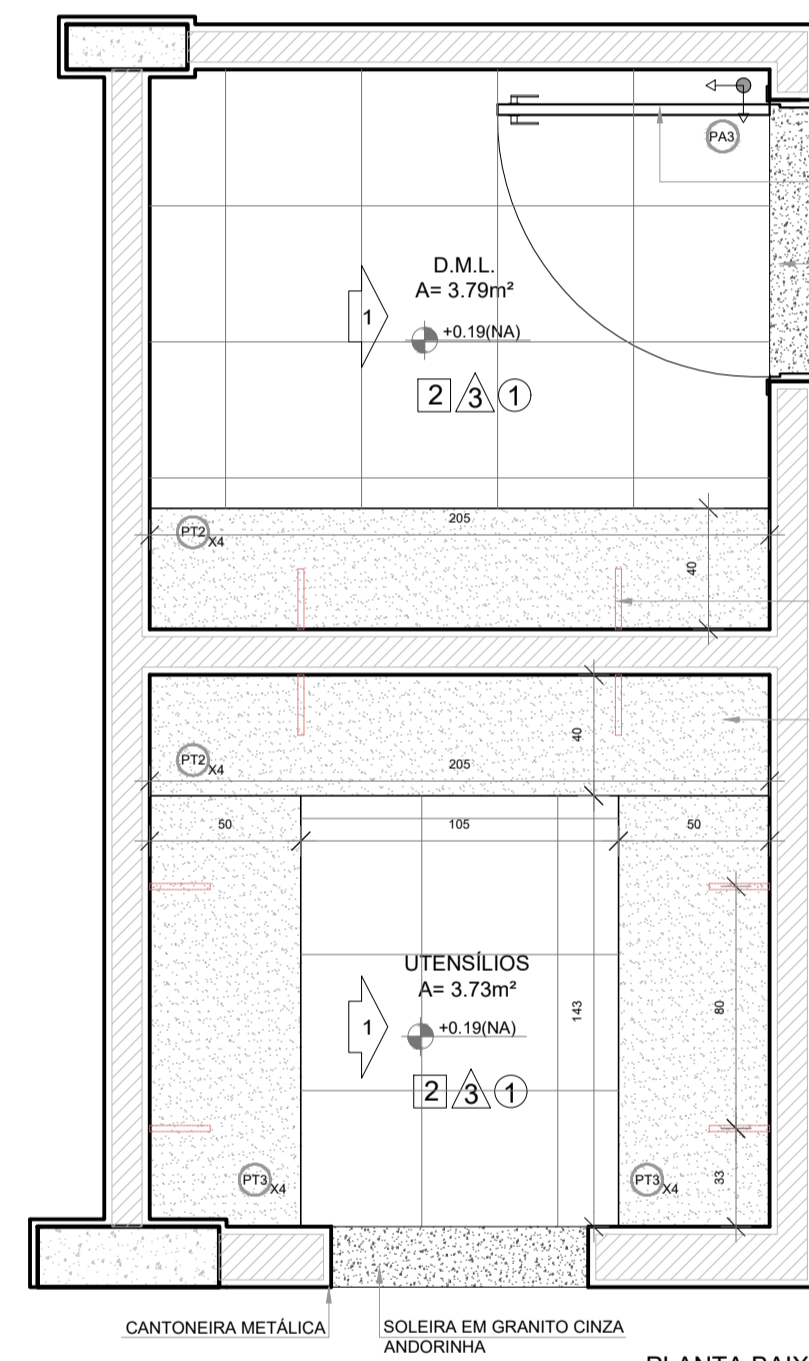 PA3
D.M.L.
A= 3.79m²
1
+0.19(NA)
2 3 1
PT2 X4
205
40
40
PT2 X4
205
50
105
50
UTENSÍLIOS
A= 3.73m²
1
+0.19(NA)
143
80
2 3 1
PT3 X4
PT3 X4
33
CANTONEIRA METÁLICA
SOLEIRA EM GRANITO CINZA
ANDORINHA